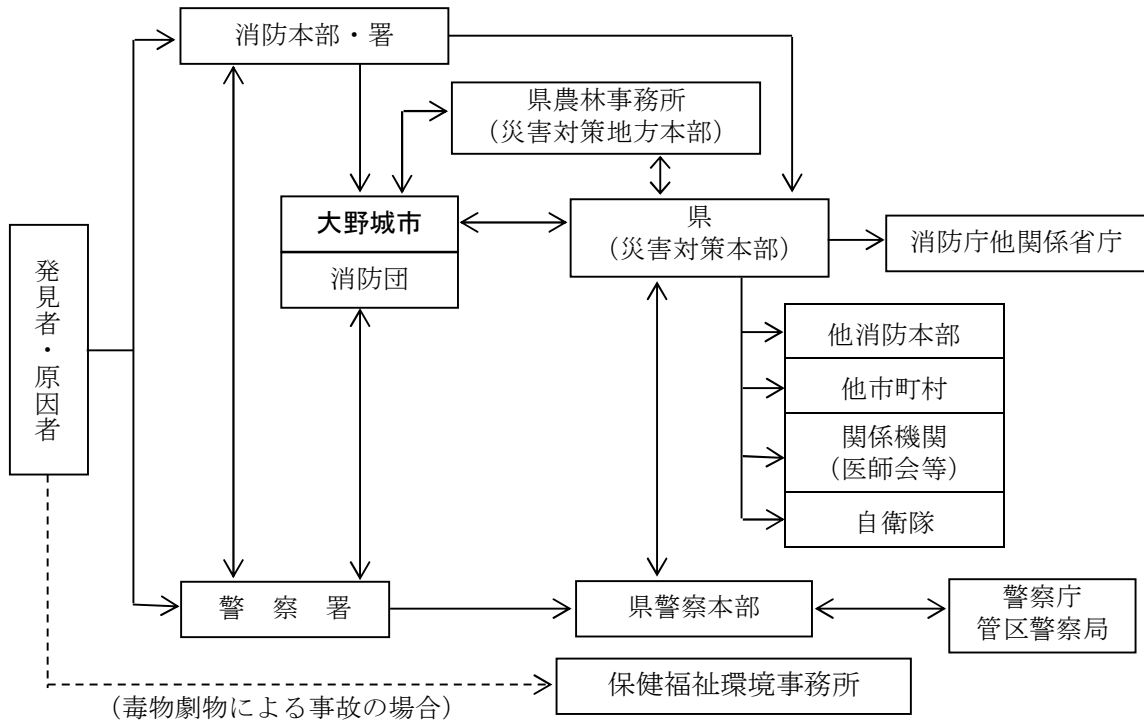 消防本部・署
県農林事務所
（災害対策地方本部）
大野城市
消防団
県
（災害対策本部）
消防庁他関係省庁
発見者・原因者
他消防本部
他市町村
関係機関
（医師会等）
自衛隊
警　察　署
県警察本部
警察庁
管区警察局
保健福祉環境事務所
（毒物劇物による事故の場合）